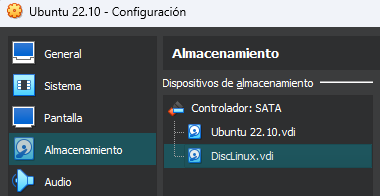 Ubuntu 22.10 - Configuración
General
Sistema
Pantalla
Almacenamiento
Audio
Almacenamiento
Dispositivos de almacenamiento
Controlador: SATA
Ubuntu 22.10.vdi
DiscLinux.vdi